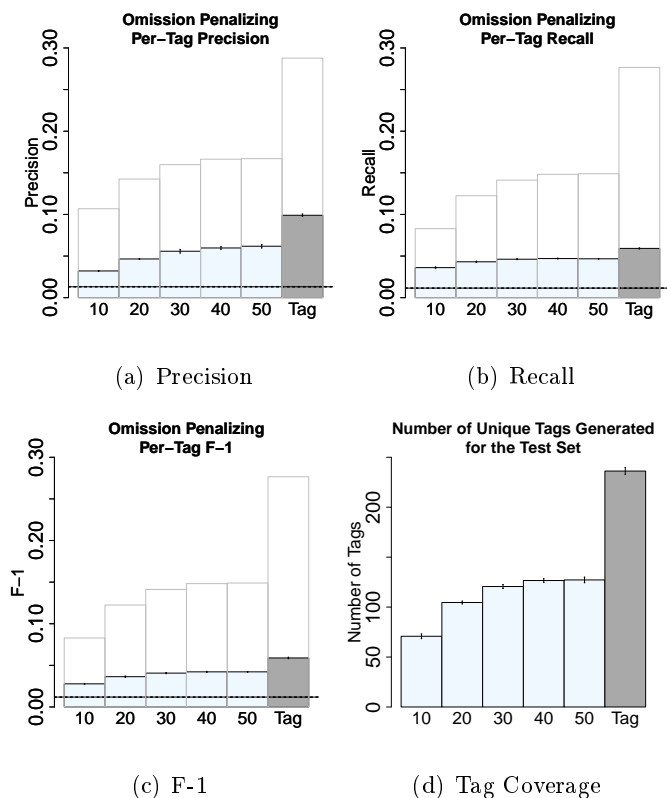 Omission Penalizing
Per−Tag Precision
Precision
0.00 0.10 0.20 0.30
10 20 30 40 50 Tag
(a) Precision
Omission Penalizing
Per−Tag Recall
Recall
0.00 0.10 0.20 0.30
10 20 30 40 50 Tag
(b) Recall
Omission Penalizing
Per−Tag F−1
F−1
0.00 0.10 0.20 0.30
10 20 30 40 50 Tag
(c) F-1
Number of Unique Tags Generated
for the Test Set
Number of Tags
0 50 100 200
10 20 30 40 50 Tag
(d) Tag Coverage